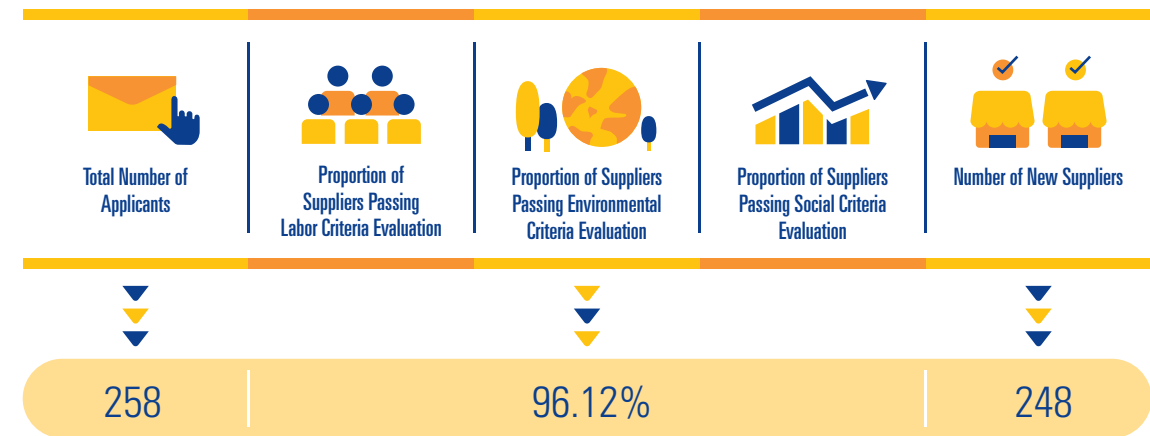 Total Number of
Applicants
Proportion of
Suppliers Passing
Labor Criteria Evaluation
Proportion of Suppliers
Passing Environmental
Criteria Evaluation
Proportion of Suppliers
Passing Social Criteria
Evaluation
Number of New Suppliers
258
96.12%
248